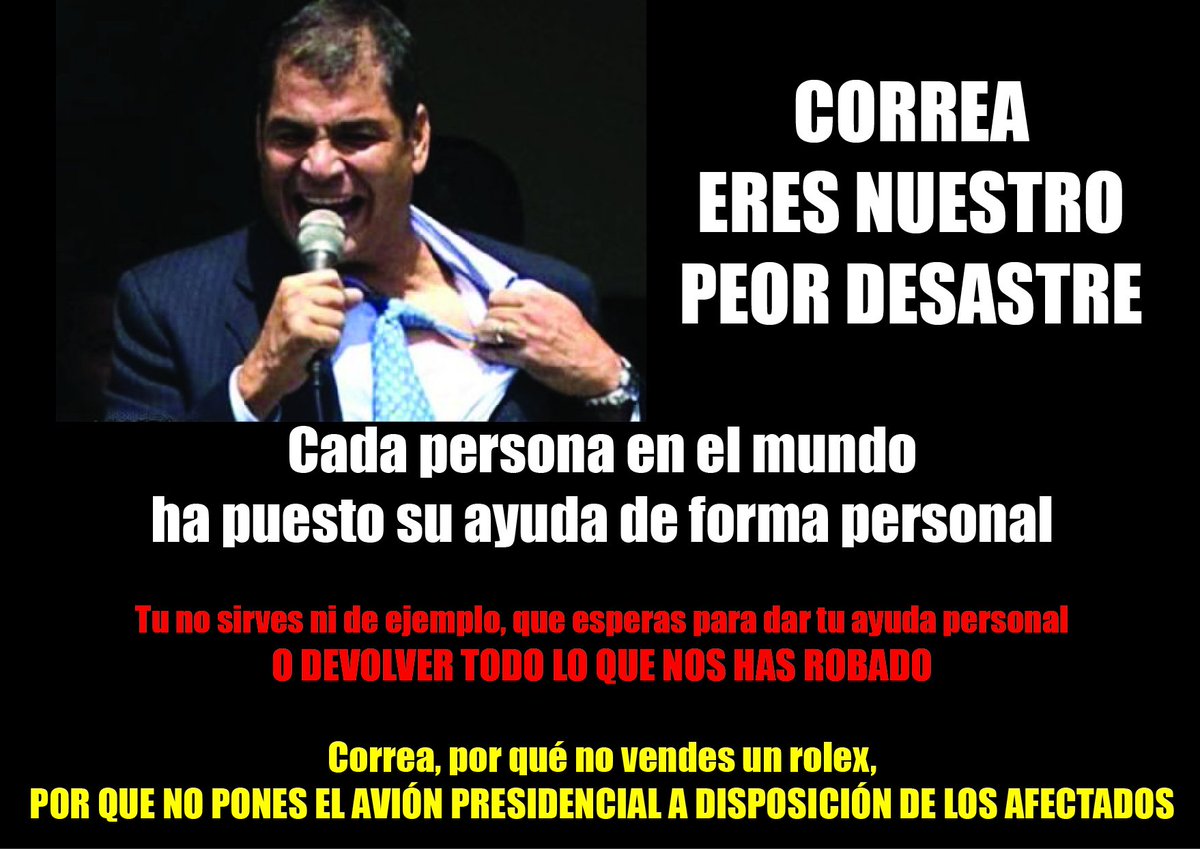 CORREA
ERES NUESTRO
PEOR DESASTRE
Cada persona en el mundo
ha puesto su ayuda de forma personal
Tu no sirves ni de ejemplo, que esperas para dar tu ayuda personal
O DEVOLVER TODO LO QUE NOS HAS ROBADO
Correa, por qué no vendes un rolex,
POR QUE NO PONES EL AVIÓN PRESIDENCIAL A DISPOSICIÓN DE LOS AFECTADOS